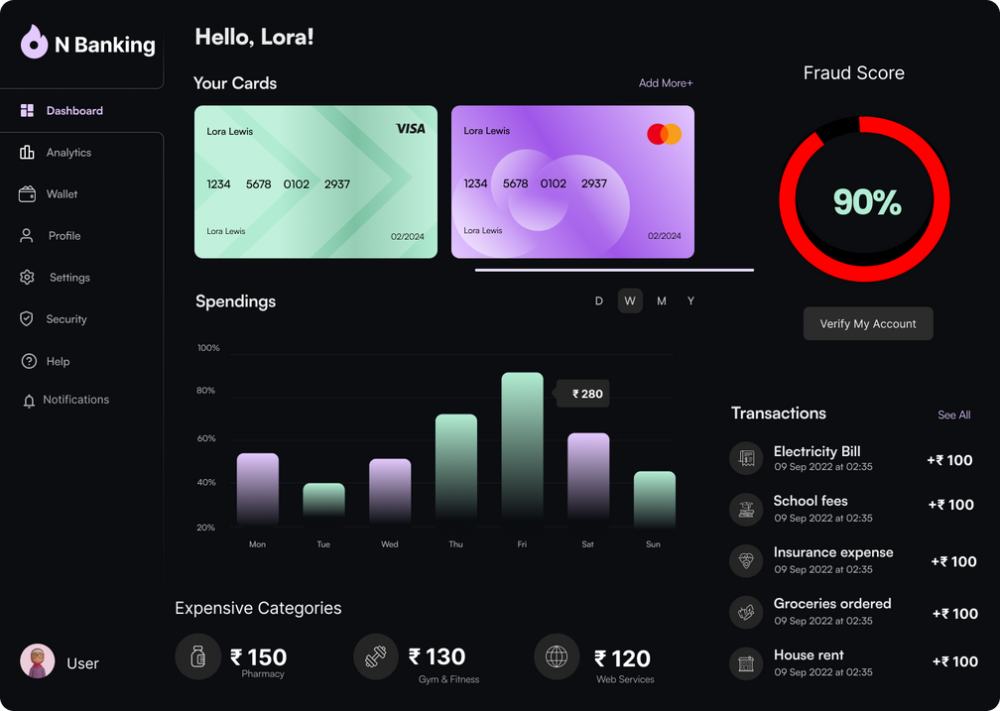 N Banking
Dashboard
Analytics
Wallet
Profile
Settings
Security
Help
Notifications
User
Hello, Lora!
Your Cards
Add More+
Lora Lewis
VISA
1234 5678 0102 2937
Lora Lewis
02/2024
Lora Lewis
1234 5678 0102 2937
Lora Lewis
02/2024
Spendings
D W M Y
100%
80%
60%
40%
20%
₹ 280
Mon Tue Wed Thu Fri Sat Sun
Expensive Categories
₹ 150
Pharmacy
₹ 130
Gym & Fitness
₹ 120
Web Services
Fraud Score
90%
Verify My Account
Transactions
See All
Electricity Bill
09 Sep 2022 at 02:35
+₹ 100
School fees
09 Sep 2022 at 02:35
+₹ 100
Insurance expense
09 Sep 2022 at 02:35
+₹ 100
Groceries ordered
09 Sep 2022 at 02:35
+₹ 100
House rent
09 Sep 2022 at 02:35
+₹ 100